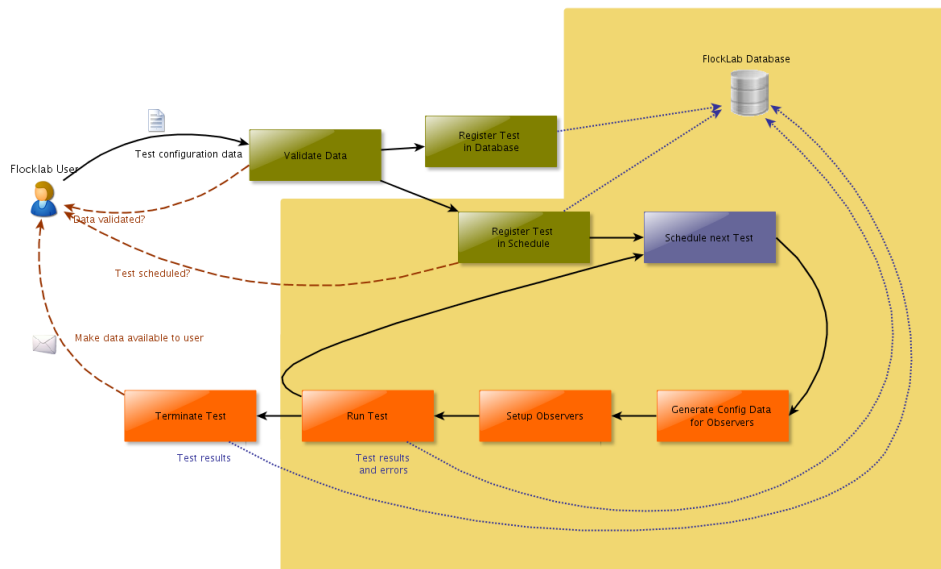 FlockLab Database
Register Test
in Database
Test configuration data
Validate Data
Flocklab User
Data validated?
Register Test
in Schedule
Schedule next Test
Test scheduled?
Make data available to user
Terminate Test
Run Test
Setup Observers
Generate Config Data
for Observers
Test results
Test results
and errors